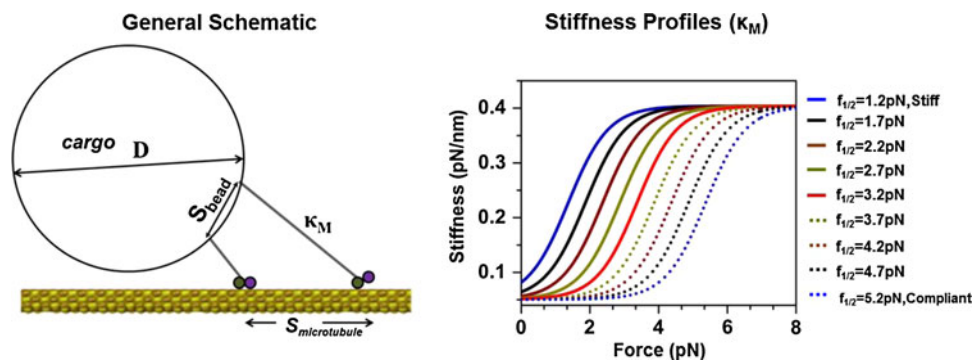 General Schematic
cargo
D
S_bead
κ_M
S_microtubule
Stiffness Profiles (κ_M)
Stiffness (pN/nm)
0.4
0.3
0.2
0.1
0 2 4 6 8
Force (pN)
f_1/2=1.2pN,Stiff
f_1/2=1.7pN
f_1/2=2.2pN
f_1/2=2.7pN
f_1/2=3.2pN
f_1/2=3.7pN
f_1/2=4.2pN
f_1/2=4.7pN
f_1/2=5.2pN,Compliant